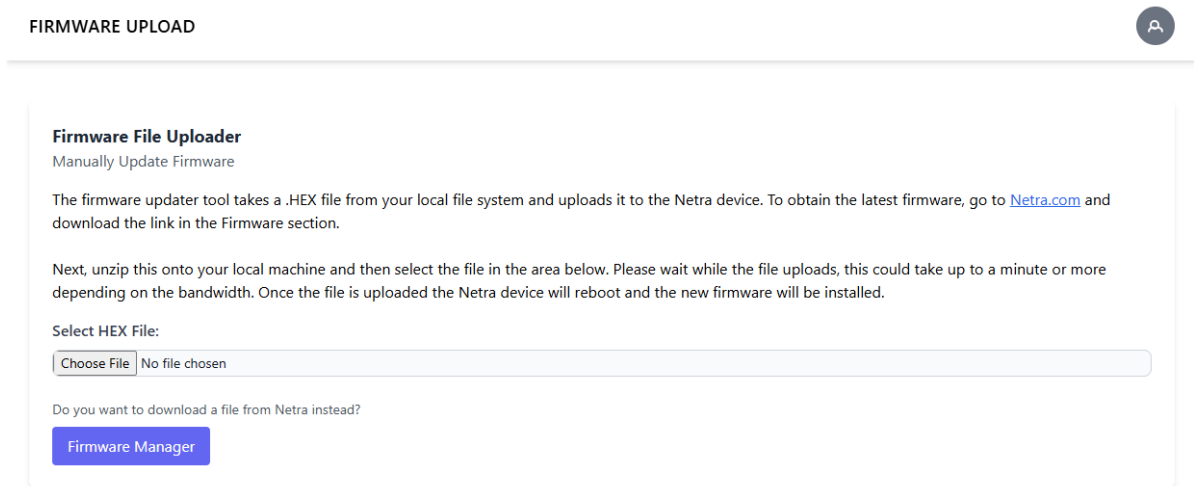 FIRMWARE UPLOAD
Firmware File Uploader
Manually Update Firmware
The firmware updater tool takes a .HEX file from your local file system and uploads it to the Netra device. To obtain the latest firmware, go to Netra.com and
download the link in the Firmware section.
Next, unzip this onto your local machine and then select the file in the area below. Please wait while the file uploads, this could take up to a minute or more
depending on the bandwidth. Once the file is uploaded the Netra device will reboot and the new firmware will be installed.
Select HEX File:
Choose File No file chosen
Do you want to download a file from Netra instead?
Firmware Manager